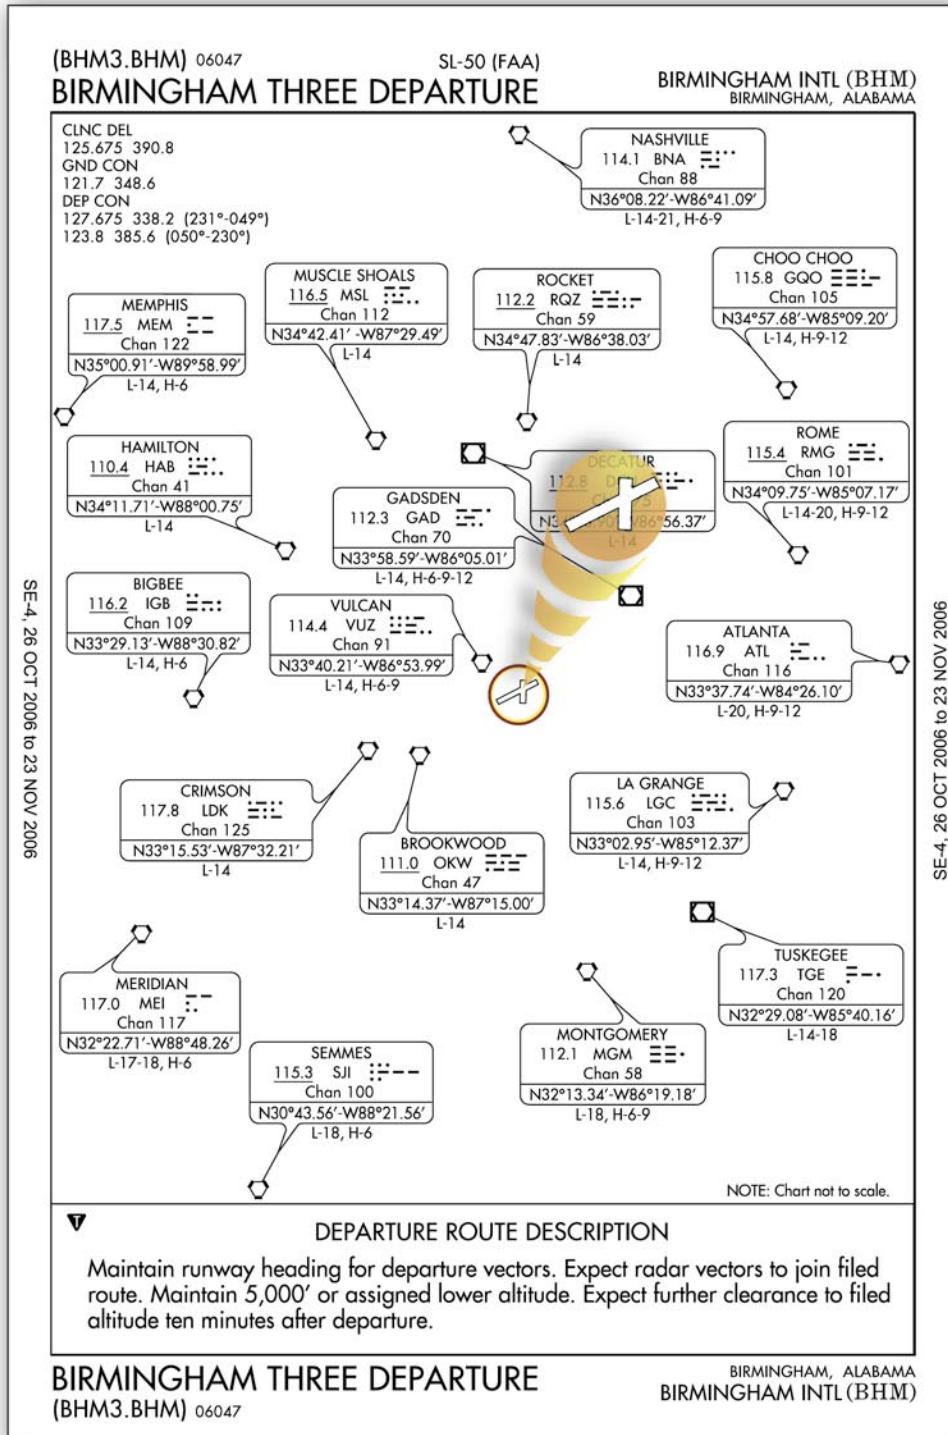 (BHM3.BHM) 06047
SL-50 (FAA)
BIRMINGHAM THREE DEPARTURE
BIRMINGHAM INTL (BHM)
BIRMINGHAM, ALABAMA
CLNC DEL
125.675 390.8
GND CON
121.7 348.6
DEP CON
127.675 338.2 (231°-049°)
123.8 385.6 (050°-230°)
NASHVILLE
114.1 BNA
Chan 88
N36°08.22’-W86°41.09’
L-14-21, H-6-9
CHOO CHOO
115.8 GQO
Chan 105
N34°57.68’-W85°09.20’
L-14, H-9-12
MUSCLE SHOALS
116.5 MSL
Chan 112
N34°42.41’-W87°29.49’
L-14
ROCKET
112.2 RQZ
Chan 59
N34°47.83’-W86°38.03’
L-14
MEMPHIS
117.5 MEM
Chan 122
N35°00.91’-W89°58.99’
L-14, H-6
ROME
115.4 RMG
Chan 101
N34°09.75’-W85°07.17’
L-14-20, H-9-12
HAMILTON
110.4 HAB
Chan 41
N34°11.71’-W88°00.75’
L-14
DECATUR
112.8
L-14
GADSDEN
112.3 GAD
Chan 70
N33°58.59’-W86°05.01’
L-14, H-6-9-12
BIGBEE
116.2 IGB
Chan 109
N33°29.13’-W88°30.82’
L-14, H-6
VULCAN
114.4 VUZ
Chan 91
N33°40.21’-W86°53.99’
L-14, H-6-9
ATLANTA
116.9 ATL
Chan 116
N33°37.74’-W84°26.10’
L-20, H-9-12
SE-4, 26 OCT 2006 to 23 NOV 2006
SE-4, 26 OCT 2006 to 23 NOV 2006
CRIMSON
117.8 LDK
Chan 125
N33°15.53’-W87°32.21’
L-14
LA GRANGE
115.6 LGC
Chan 103
N33°02.95’-W85°12.37’
L-14, H-9-12
BROOKWOOD
111.0 OKW
Chan 47
N33°14.37’-W87°15.00’
L-14
TUSKEGEE
117.3 TGE
Chan 120
N32°29.08’-W85°40.16’
L-14-18
MERIDIAN
117.0 MEI
Chan 117
N32°22.71’-W88°48.26’
L-17-18, H-6
MONTGOMERY
112.1 MGM
Chan 58
N32°13.34’-W86°19.18’
L-18, H-6-9
SEMMES
115.3 SJI
Chan 100
N30°43.56’-W88°21.56’
L-18, H-6
NOTE: Chart not to scale.
T
DEPARTURE ROUTE DESCRIPTION
Maintain runway heading for departure vectors. Expect radar vectors to join filed
route. Maintain 5,000’ or assigned lower altitude. Expect further clearance to filed
altitude ten minutes after departure.
BIRMINGHAM THREE DEPARTURE
(BHM3.BHM) 06047
BIRMINGHAM, ALABAMA
BIRMINGHAM INTL (BHM)